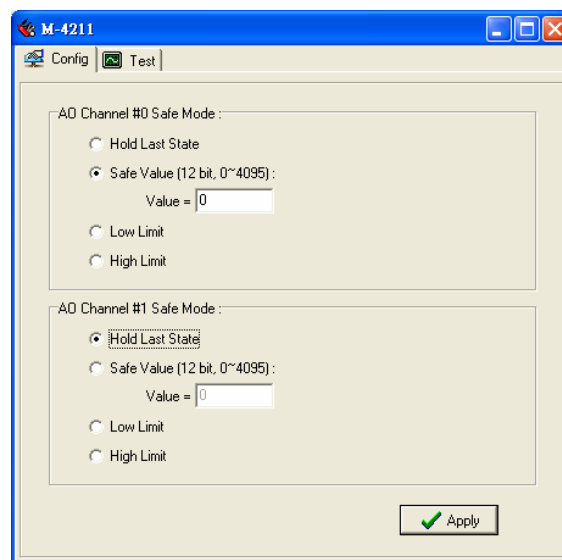 M-4211
Config Test
AO Channel #0 Safe Mode :
Hold Last State
Safe Value (12 bit, 0~4095) :
Value = 0
Low Limit
High Limit
AO Channel #1 Safe Mode :
Hold Last State
Safe Value (12 bit, 0~4095) :
Value = 0
Low Limit
High Limit
Apply